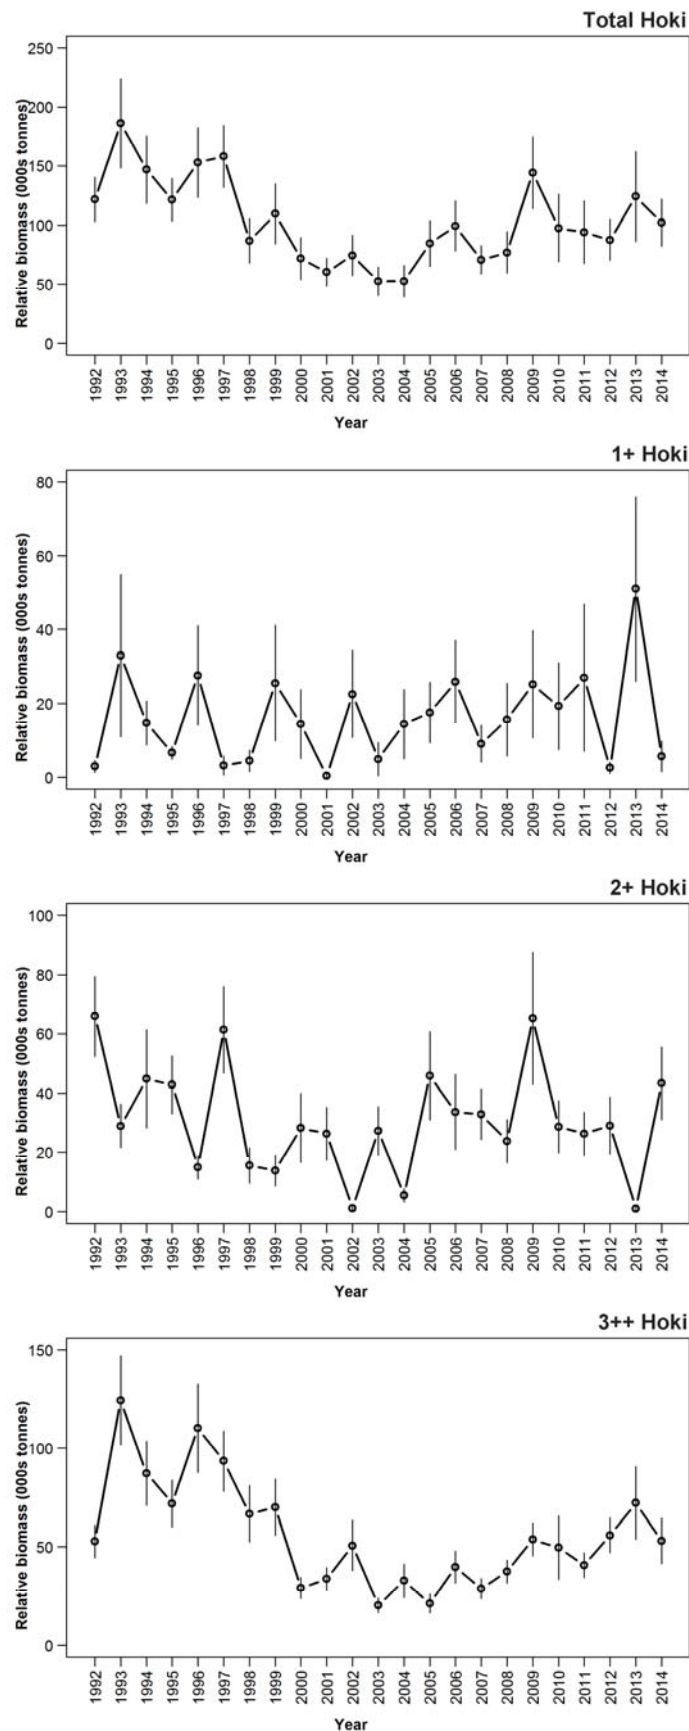 Total Hoki
250
200
150
100
50
0
Relative biomass (000s tonnes)
1992 1993 1994 1995 1996 1997 1998 1999 2000 2001 2002 2003 2004 2005 2006 2007 2008 2009 2010 2011 2012 2013 2014
Year
1+ Hoki
80
60
40
20
0
Relative biomass (000s tonnes)
1992 1993 1994 1995 1996 1997 1998 1999 2000 2001 2002 2003 2004 2005 2006 2007 2008 2009 2010 2011 2012 2013 2014
Year
2+ Hoki
100
80
60
40
20
0
Relative biomass (000s tonnes)
1992 1993 1994 1995 1996 1997 1998 1999 2000 2001 2002 2003 2004 2005 2006 2007 2008 2009 2010 2011 2012 2013 2014
Year
3++ Hoki
150
100
50
0
Relative biomass (000s tonnes)
1992 1993 1994 1995 1996 1997 1998 1999 2000 2001 2002 2003 2004 2005 2006 2007 2008 2009 2010 2011 2012 2013 2014
Year